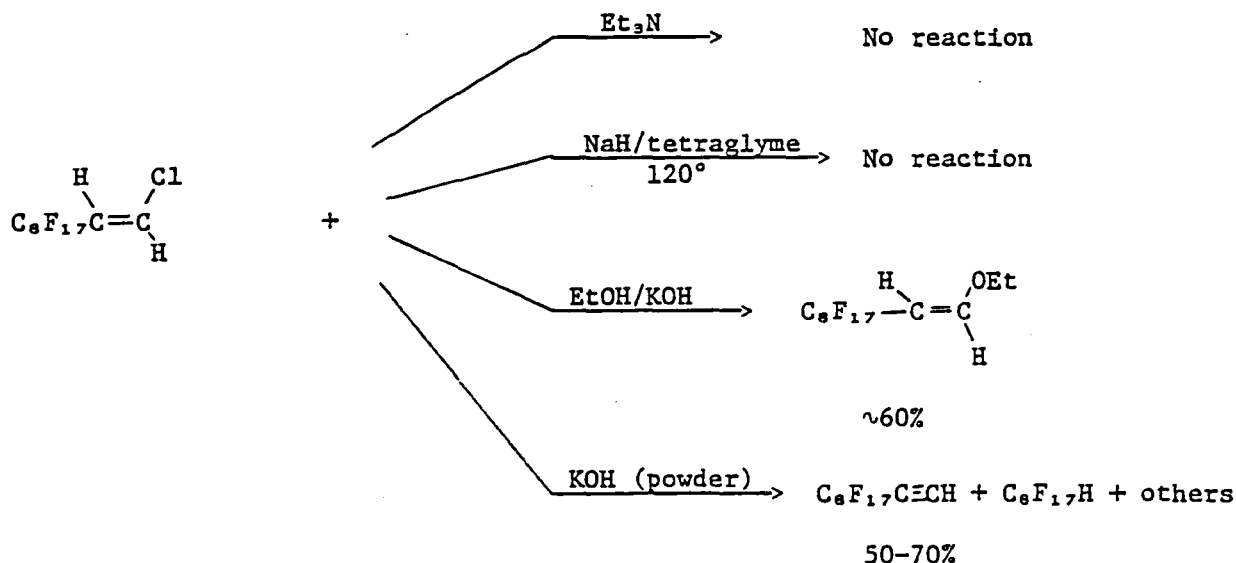 Et₃N
No reaction
NaH/tetraglyme
No reaction
120°
H Cl
C₈F₁₇C=C
+
H
EtOH/KOH
H OEt
C₈F₁₇—C=C
H
~60%
KOH (powder)
C₈F₁₇C≡CH + C₈F₁₇H + others
50-70%